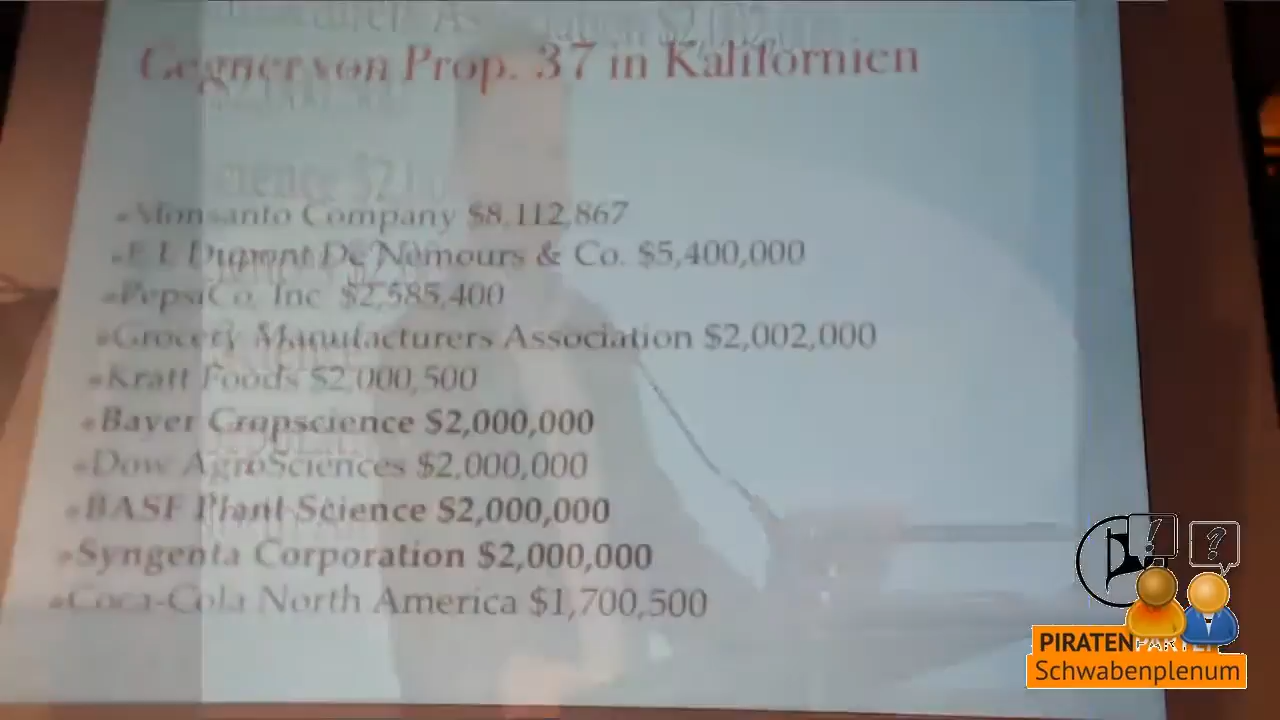 Gegner von Prop. 37 in Kalifornien
Monsanto Company $8,112,867
E I. Dupont De Nemours & Co. $5,400,000
PepsiCo, Inc $2,585,400
Grocery Manufacturers Association $2,002,000
Kraft Foods $2,000,500
Bayer Cropscience $2,000,000
Dow AgroSciences $2,000,000
BASF Plant Science $2,000,000
Syngenta Corporation $2,000,000
Coca-Cola North America $1,700,500
! ?
PIRATENPARTEI
Schwabenplenum